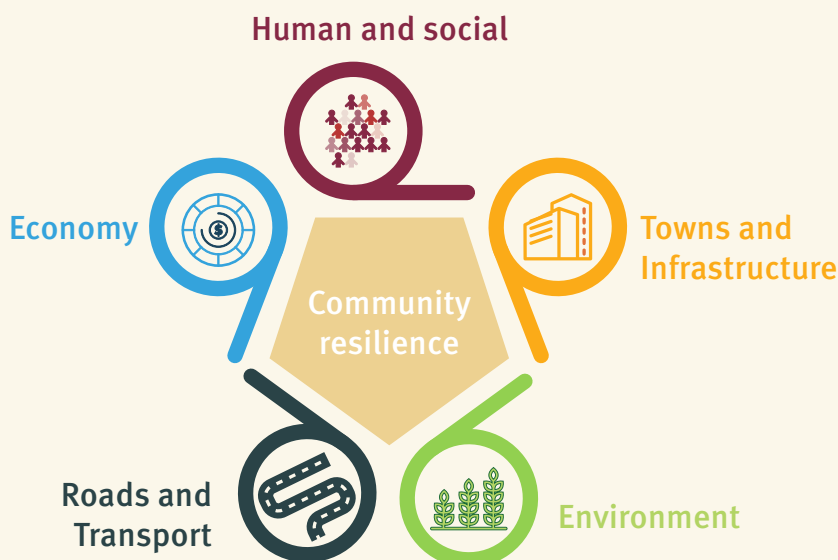 Human and social
Economy
Towns and
Infrastructure
Community
resilience
Roads and
Transport
Environment
$